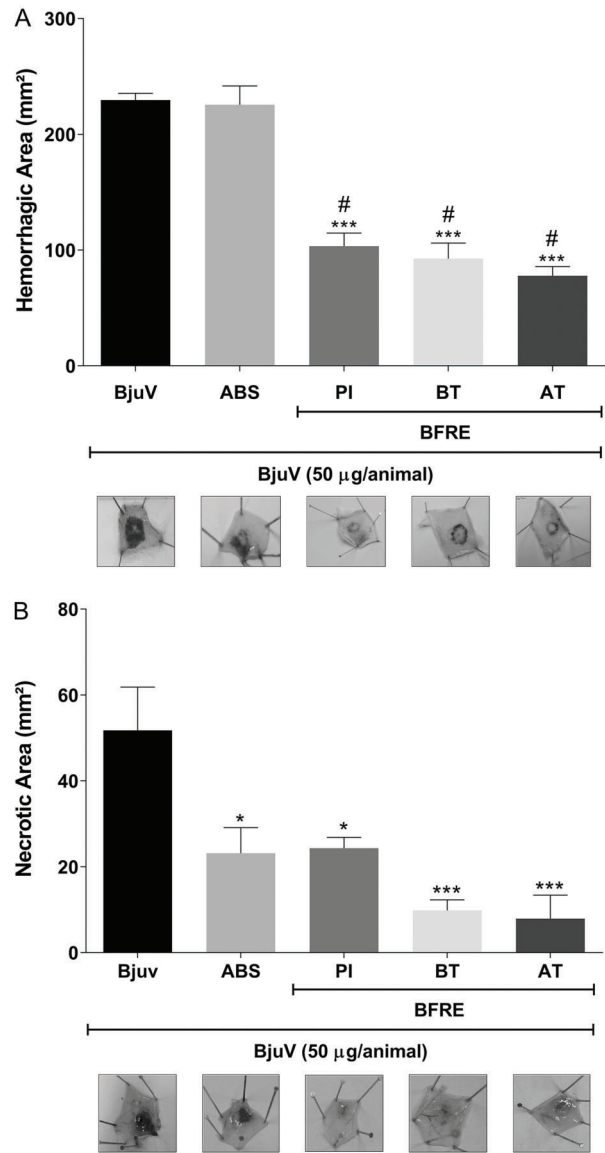 A
Hemorrhagic Area (mm²)
300
200
100
0
# # #
*** *** ***
BjuV ABS PI BT AT
BFRE
BjuV (50 µg/animal)
B
Necrotic Area (mm²)
80
60
40
20
0
* * *** ***
Bjuv ABS PI BT AT
BFRE
BjuV (50 µg/animal)